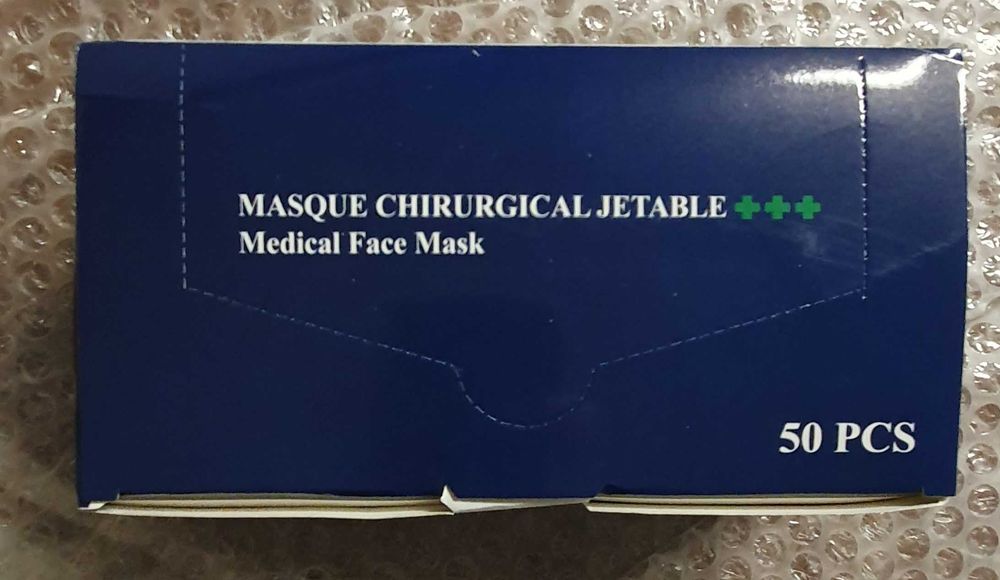 MASQUE CHIRURGICAL JETABLE
Medical Face Mask
50 PCS